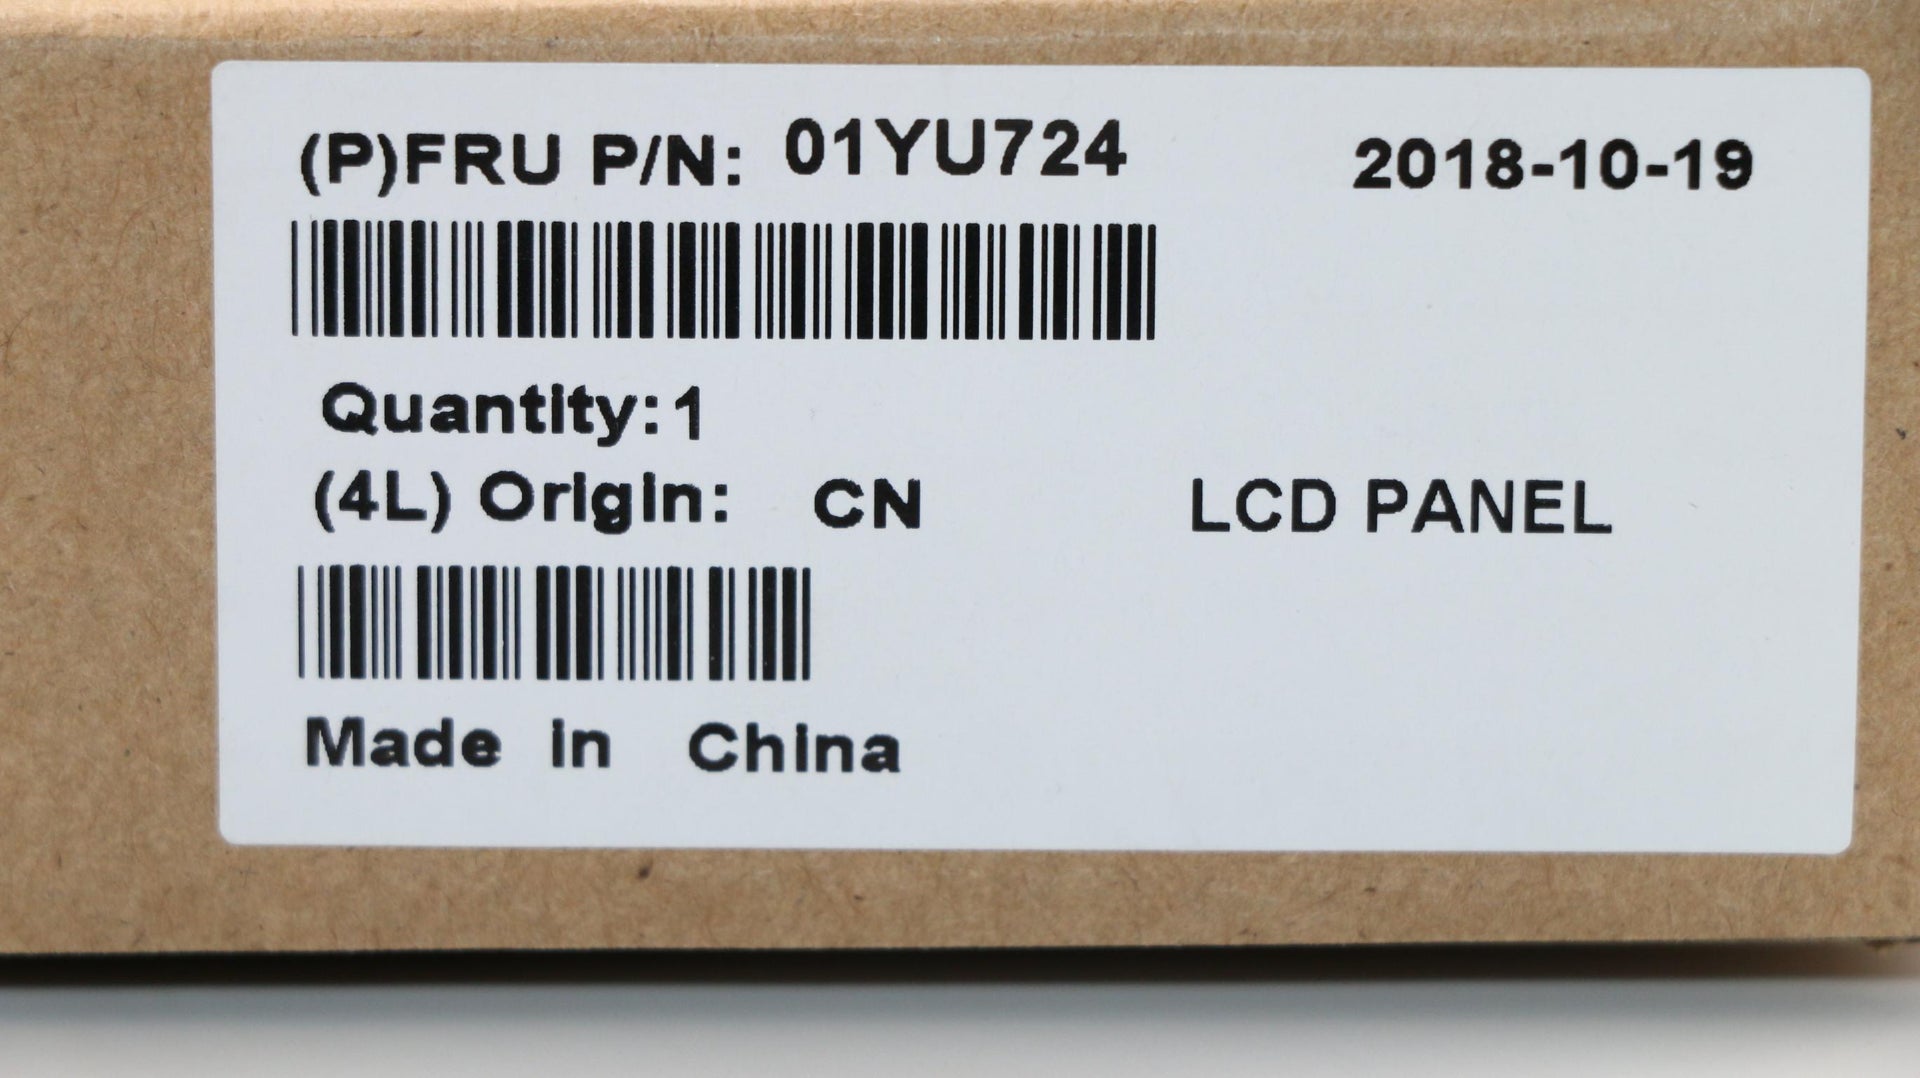 (P)FRU P/N: 01YU724 2018-10-19
Quantity: 1
(4L) Origin: CN LCD PANEL
Made in China